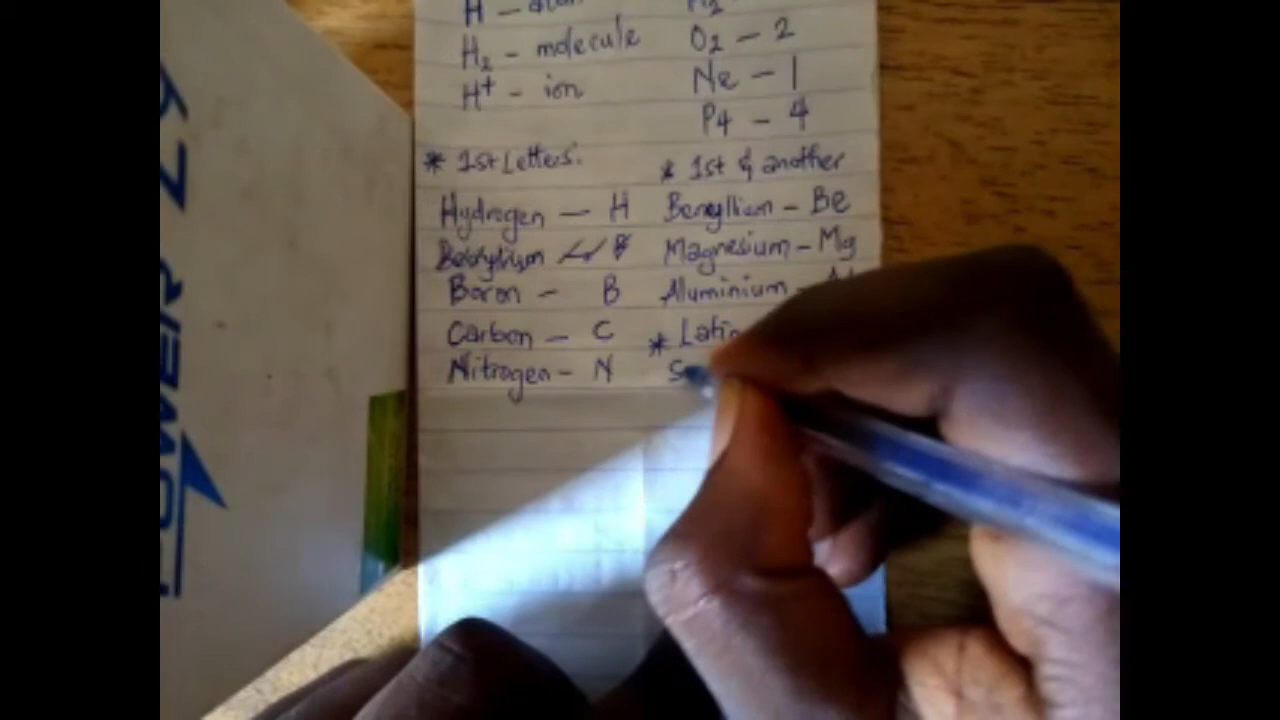 H - atom
H₂ - molecule
H⁺ - ion
O₂ - 2
Ne - 1
P4 - 4
* 1st Letters.
Hydrogen - H
Boron - B
Carbon - C
Nitrogen - N
* 1st & another
Beryllium - Be
Magnesium - Mg
Aluminium -
*
S